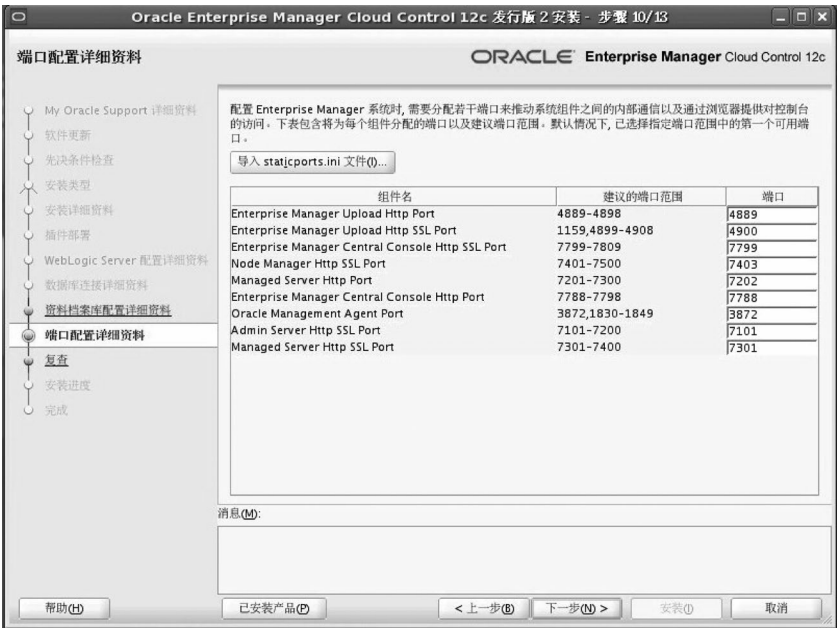 Oracle Enterprise Manager Cloud Control 12c 发行版 2 安装 - 步骤 10/13
端口配置详细资料
ORACLE Enterprise Manager Cloud Control 12c
My Oracle Support 详细资料
软件更新
先决条件检查
安装类型
安装详细资料
插件部署
WebLogic Server 配置详细资料
数据库连接详细资料
资料档案库配置详细资料
端口配置详细资料
复查
安装进度
完成
配置 Enterprise Manager 系统时, 需要分配若干端口来推动系统组件之间的内部通信以及通过浏览器提供对控制台
的访问。下表包含将为每个组件分配的端口以及建议端口范围。默认情况下, 已选择指定端口范围中的第一个可用端
口。
导入 staticports.ini 文件(I)...
组件名 建议的端口范围 端口
Enterprise Manager Upload Http Port 4889-4898 4889
Enterprise Manager Upload Http SSL Port 1159,4899-4908 4900
Enterprise Manager Central Console Http SSL Port 7799-7809 7799
Node Manager Http SSL Port 7401-7500 7403
Managed Server Http Port 7201-7300 7202
Enterprise Manager Central Console Http Port 7788-7798 7788
Oracle Management Agent Port 3872,1830-1849 3872
Admin Server Http SSL Port 7101-7200 7101
Managed Server Http SSL Port 7301-7400 7301
消息(M):
帮助(H) 已安装产品(P) < 上一步(B) 下一步(N) > 安装(I) 取消